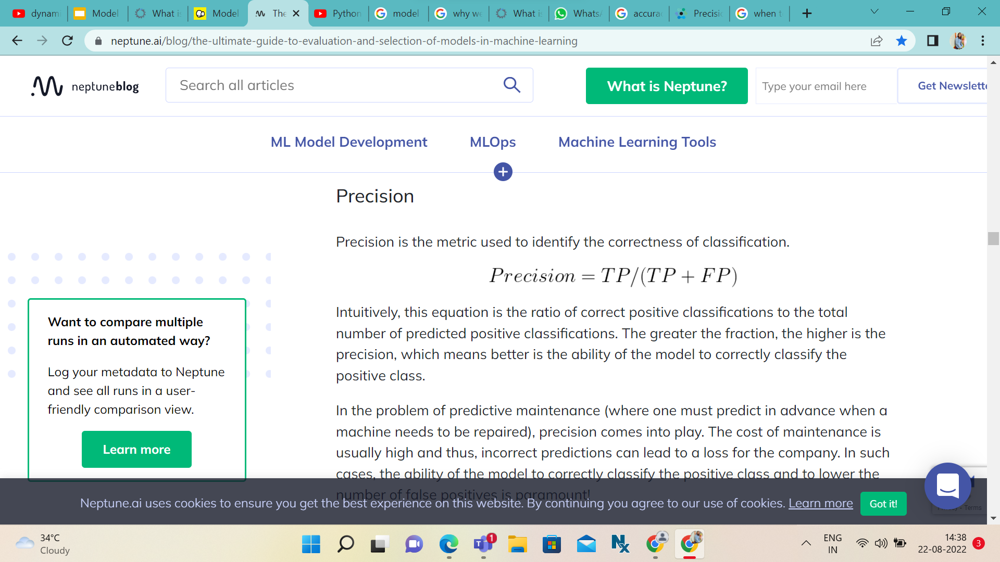 dynami
Model
What is
Model
The
Python
model
why we
What is
WhatsA
accurac
Precisio
when t
neptune.ai/blog/the-ultimate-guide-to-evaluation-and-selection-of-models-in-machine-learning
neptuneblog
Search all articles
What is Neptune?
Type your email here
Get Newslette
ML Model Development
MLOps
Machine Learning Tools
Precision
Precision is the metric used to identify the correctness of classification.
Precision = TP/(TP + FP)
Intuitively, this equation is the ratio of correct positive classifications to the total
number of predicted positive classifications. The greater the fraction, the higher is the
precision, which means better is the ability of the model to correctly classify the
positive class.
In the problem of predictive maintenance (where one must predict in advance when a
machine needs to be repaired), precision comes into play. The cost of maintenance is
usually high and thus, incorrect predictions can lead to a loss for the company. In such
cases, the ability of the model to correctly classify the positive class and to lower the
number of false positives is paramount!
Want to compare multiple
runs in an automated way?
Log your metadata to Neptune
and see all runs in a user-
friendly comparison view.
Learn more
Neptune.ai uses cookies to ensure you get the best experience on this website. By continuing you agree to our use of cookies. Learn more
Got it!
- Terms
34°C
Cloudy
1
ENG
IN
14:38
22-08-2022
3